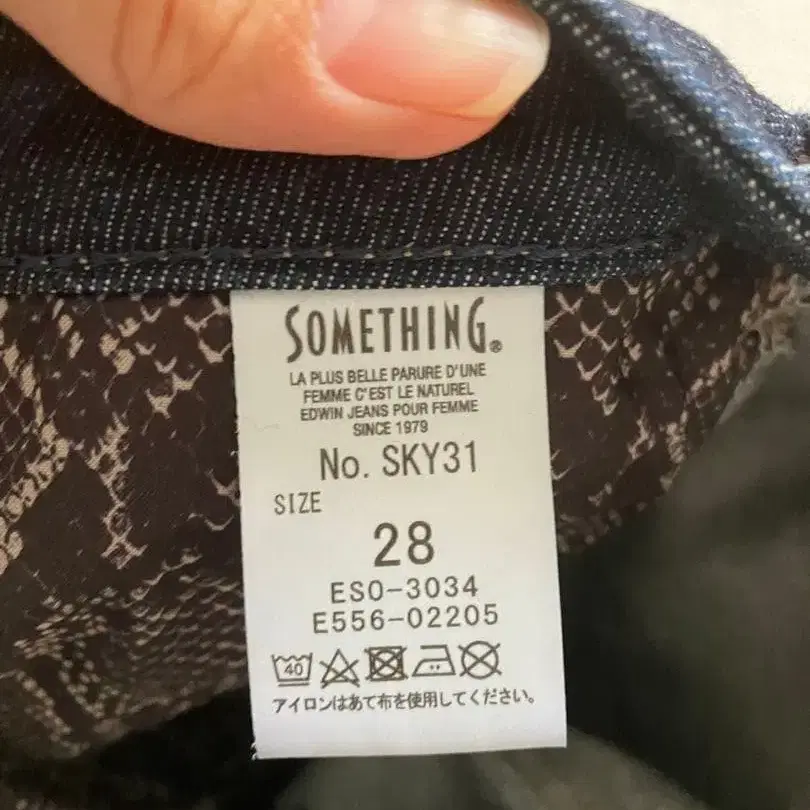 SOMETHING®
LA PLUS BELLE PARURE D'UNE
FEMME C'EST LE NATUREL
EDWIN JEANS POUR FEMME
SINCE 1979
No. SKY31
SIZE
28
ESO-3034
E556-02205
40
アイロンはあて布を使用してください。